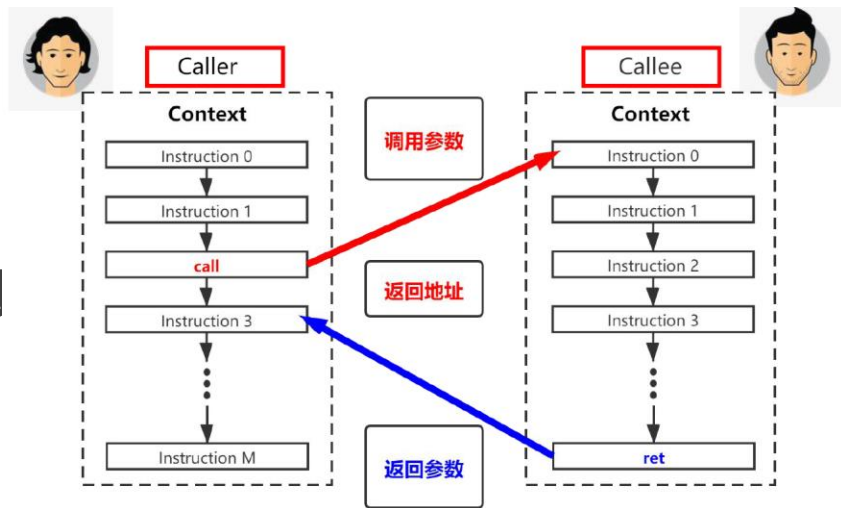 Caller
Context
Instruction 0
Instruction 1
call
Instruction 3
Instruction M
调用参数
返回地址
返回参数
Callee
Context
Instruction 0
Instruction 1
Instruction 2
Instruction 3
ret